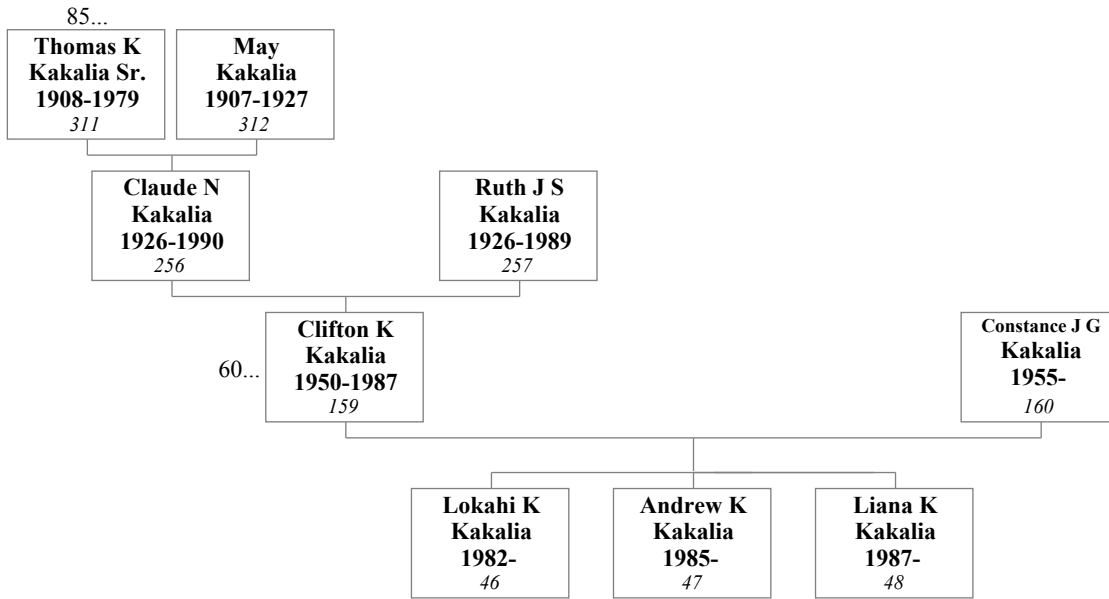 85...
Thomas K
Kakalia Sr.
1908-1979
311
May
Kakalia
1907-1927
312
Claude N
Kakalia
1926-1990
256
Ruth J S
Kakalia
1926-1989
257
60...
Clifton K
Kakalia
1950-1987
159
Constance J G
Kakalia
1955-
160
Lokahi K
Kakalia
1982-
46
Andrew K
Kakalia
1985-
47
Liana K
Kakalia
1987-
48